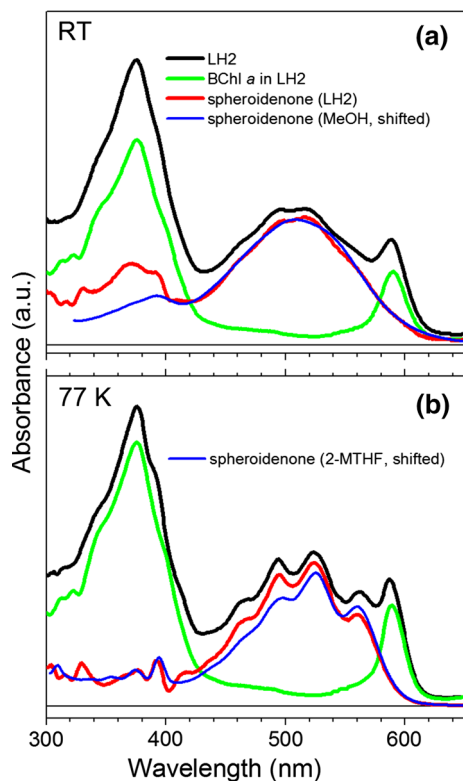 RT
(a)
LH2
BChl a in LH2
spheroidenone (LH2)
spheroidenone (MeOH, shifted)
77 K
(b)
spheroidenone (2-MTHF, shifted)
Absorbance (a.u.)
300 400 500 600
Wavelength (nm)